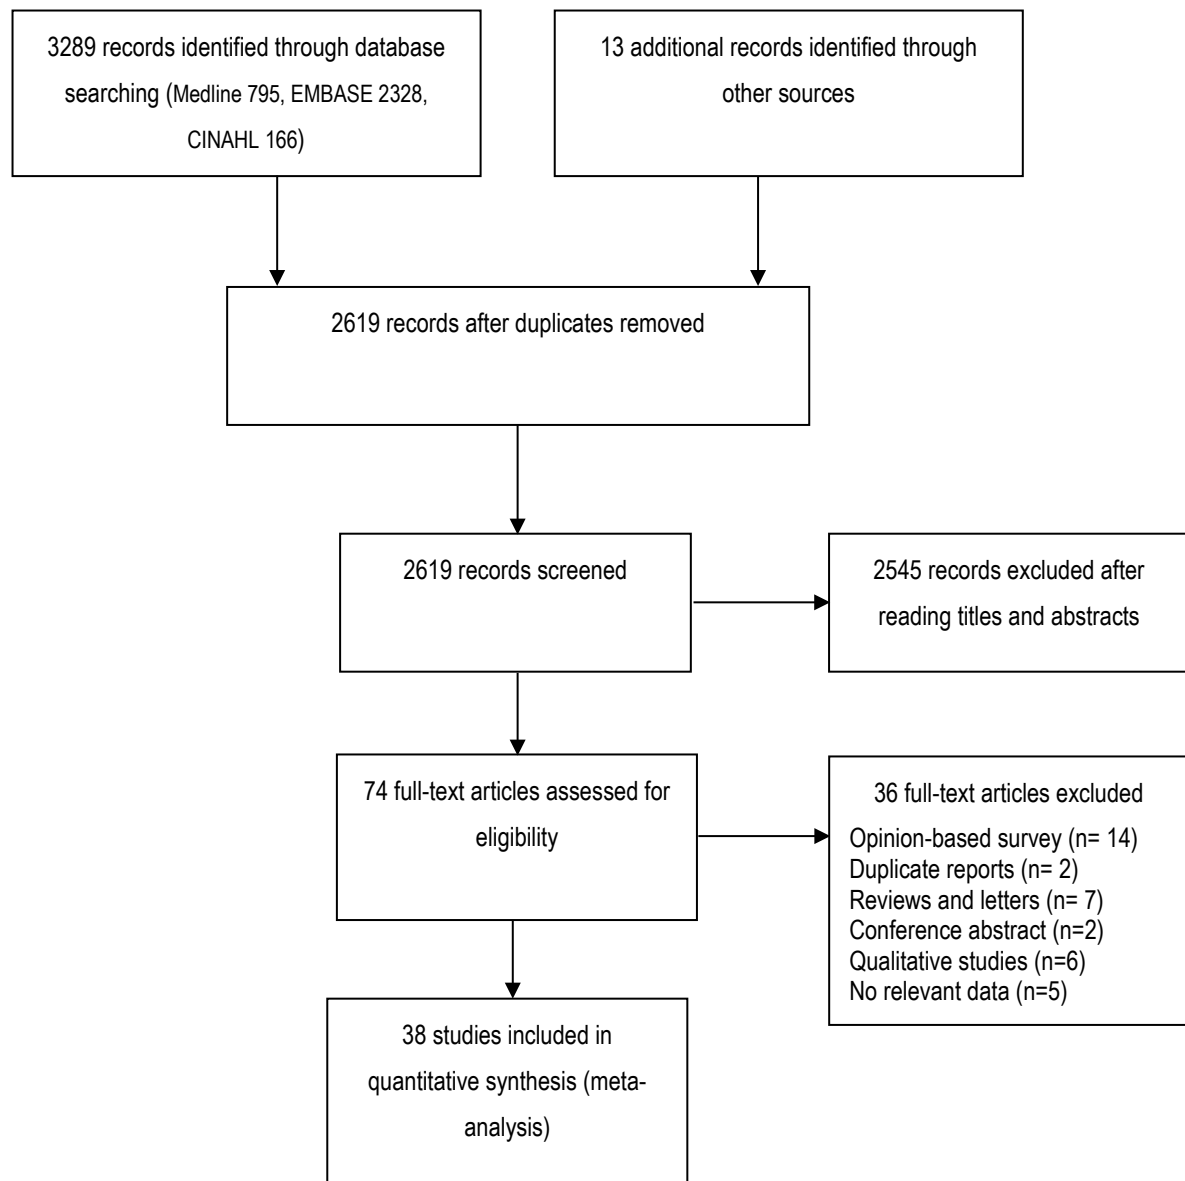 3289 records identified through database
searching (Medline 795, EMBASE 2328,
CINAHL 166)
13 additional records identified through
other sources
2619 records after duplicates removed
2619 records screened
2545 records excluded after
reading titles and abstracts
74 full-text articles assessed for
eligibility
36 full-text articles excluded
Opinion-based survey (n= 14)
Duplicate reports (n= 2)
Reviews and letters (n= 7)
Conference abstract (n=2)
Qualitative studies (n=6)
No relevant data (n=5)
38 studies included in
quantitative synthesis (meta-
analysis)